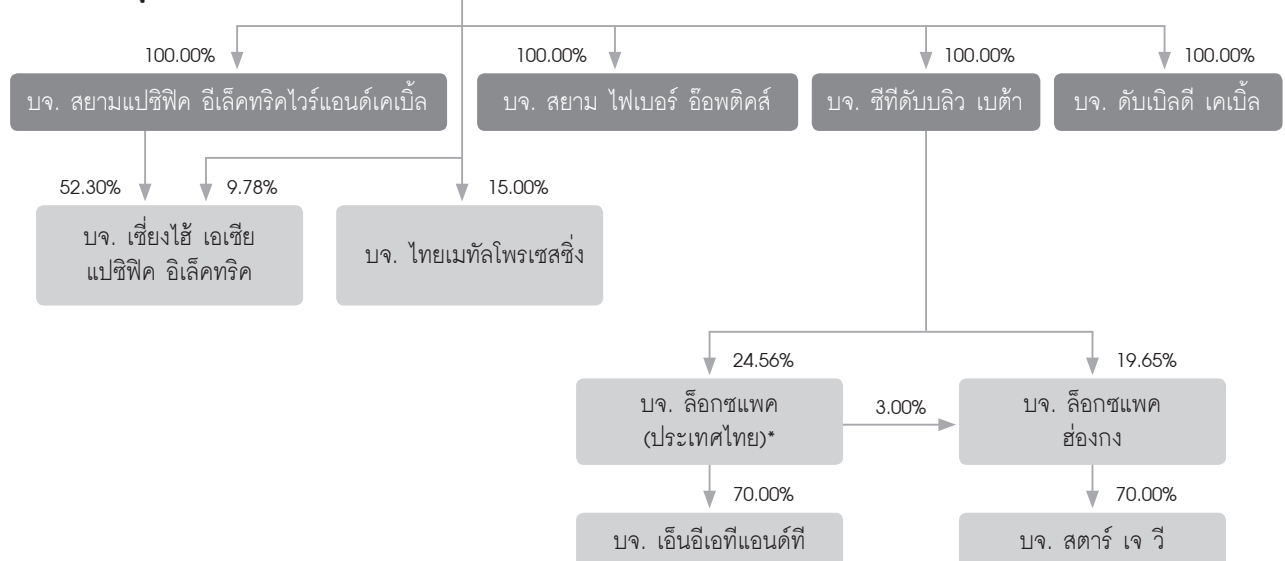 100.00%
100.00%
100.00%
100.00%
บจ. สยามแปซิฟิค อีเล็คทริคไวร์แอนด์เคเบิ้ล
บจ. สยาม ไฟเบอร์ อ๊อพติคส์
บจ. ซีทีดับบลิว เบต้า
บจ. ดับเบิลดี เคเบิ้ล
52.30%
9.78%
15.00%
บจ. เซี่ยงไฮ้ เอเซีย
แปซิฟิค อิเล็คทริค
บจ. ไทยเมทัลโพรเซสซิ่ง
24.56%
19.65%
บจ. ล็อกซแพค
(ประเทศไทย)*
3.00%
บจ. ล็อกซแพค
ฮ่องกง
70.00%
70.00%
บจ. เอ็นอีเอทีแอนด์ที
บจ. สตาร์ เจ วี